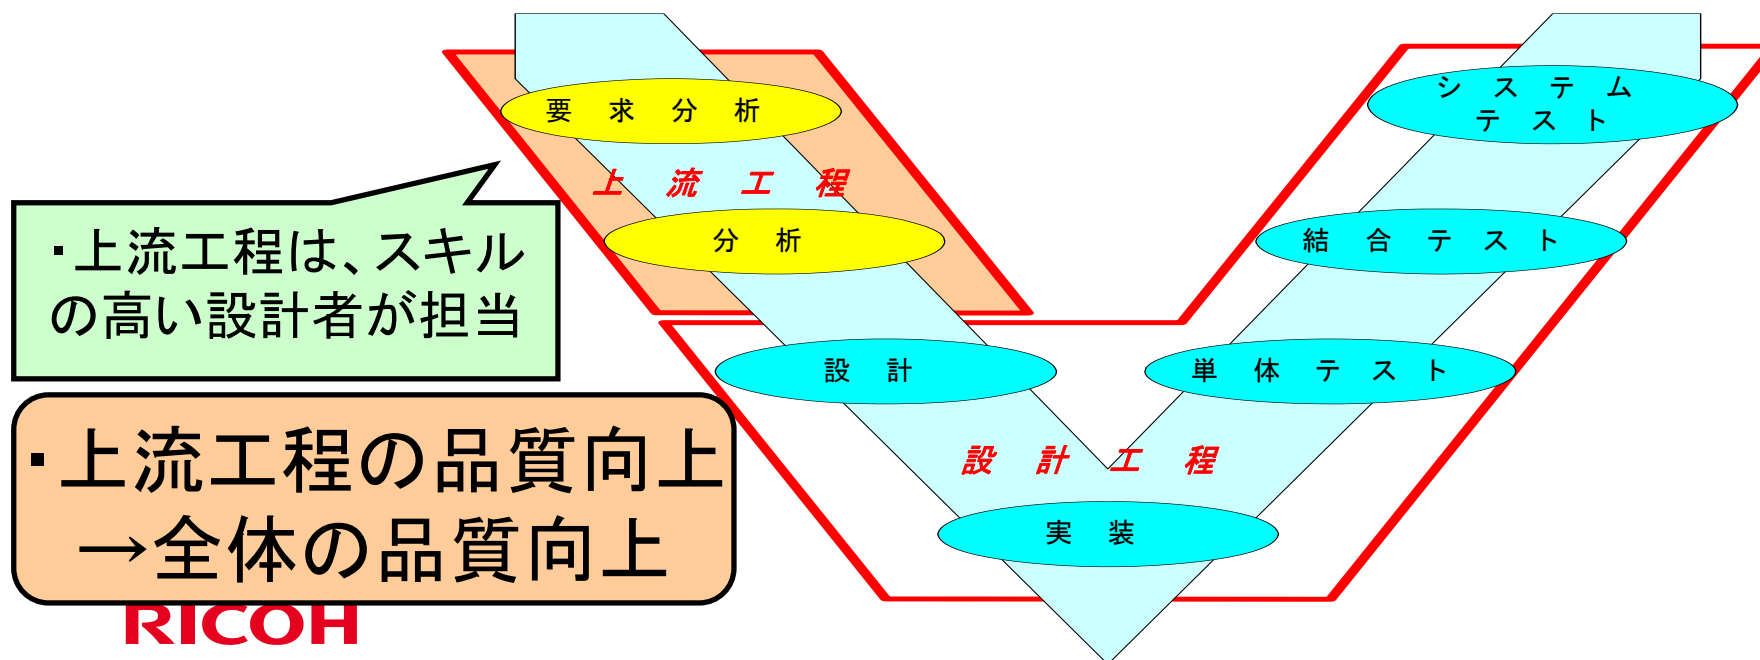 要求分析
上流工程
分析
・上流工程は、スキル
の高い設計者が担当
・上流工程の品質向上
→全体の品質向上
RICOH
設計
設計工程
実装
システム
テスト
結合テスト
単体テスト